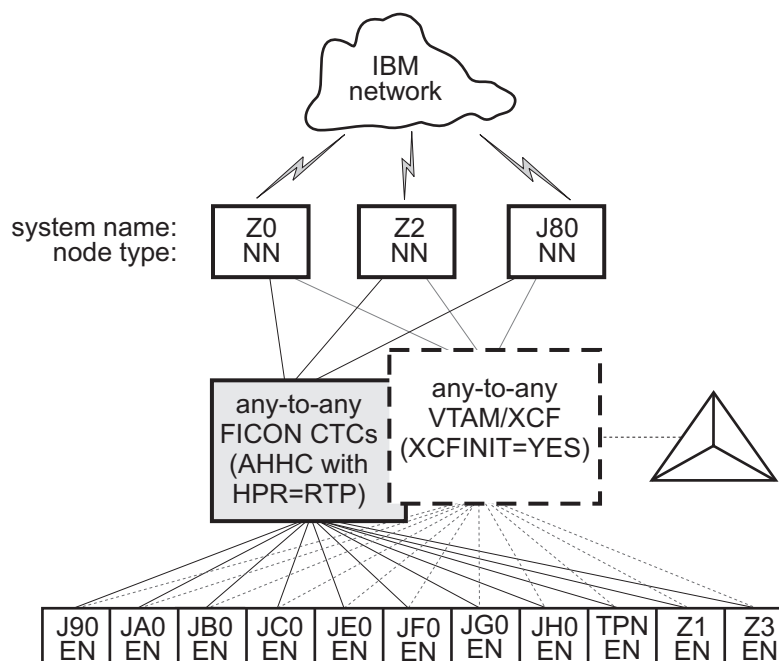 IBM
network
system name:
node type:
Z0
NN
Z2
NN
J80
NN
any-to-any
FICON CTCs
(AHHC with
HPR=RTP)
any-to-any
VTAM/XCF
(XCFINIT=YES)
J90
EN
JA0
EN
JB0
EN
JC0
EN
JE0
EN
JF0
EN
JG0
EN
JH0
EN
TPN
EN
Z1
EN
Z3
EN